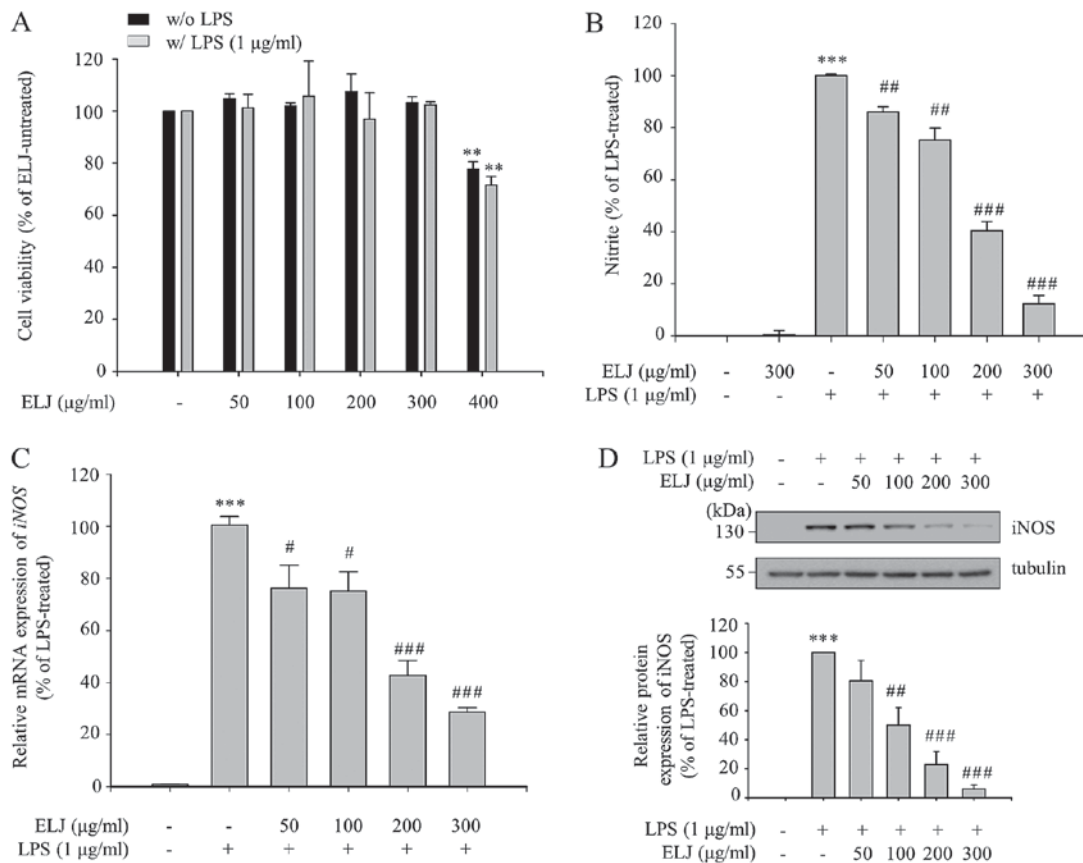 A
w/o LPS
w/ LPS (1 µg/ml)
Cell viability (% of ELJ-untreated)
120
100
80
60
40
20
0
** **
ELJ (µg/ml) - 50 100 200 300 400
B
Nitrite (% of LPS-treated)
120
100
80
60
40
20
0
*** ## ## ### ###
ELJ (µg/ml) - 300 - 50 100 200 300
LPS (1 µg/ml) - - + + + + +
C
Relative mRNA expression of iNOS
(% of LPS-treated)
120
100
80
60
40
20
0
*** # # ### ###
ELJ (µg/ml) - - 50 100 200 300
LPS (1 µg/ml) - + + + + +
D
LPS (1 µg/ml) - + + + + +
ELJ (µg/ml) - - 50 100 200 300
(kDa)
130 iNOS
55 tubulin
Relative protein
expression of iNOS
(% of LPS-treated)
120
100
80
60
40
20
0
*** ## ### ###
LPS (1 µg/ml) - + + + + +
ELJ (µg/ml) - - 50 100 200 300